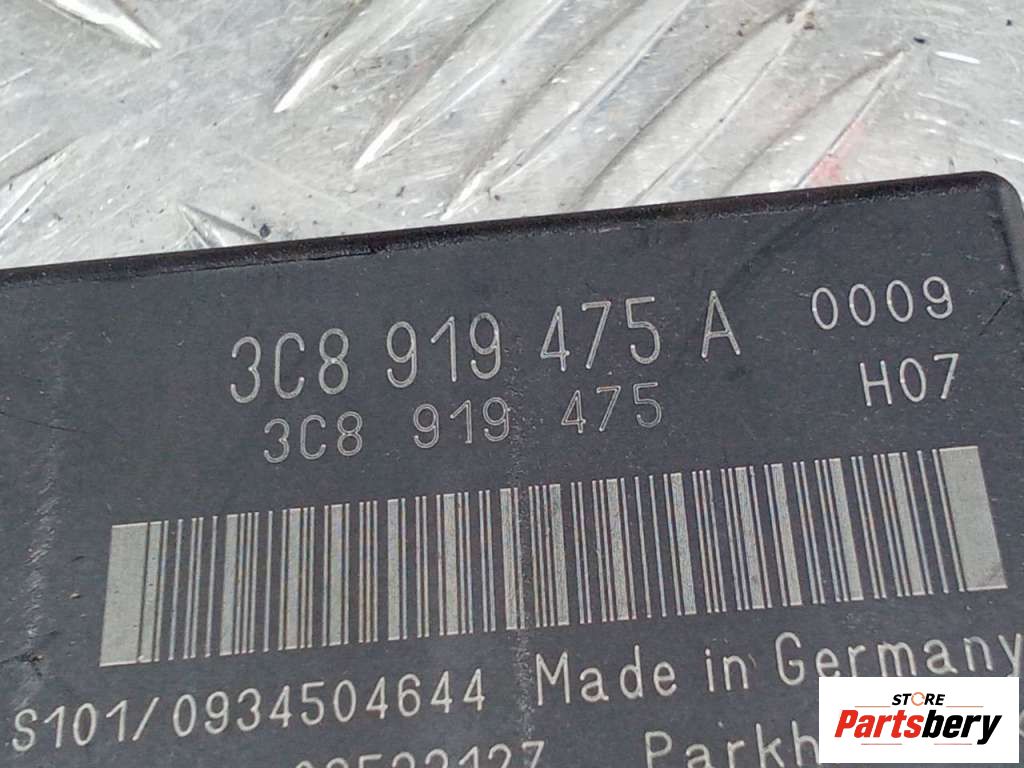 3C8 919 475 A 0009
3C8 919 475 H07
S101/0934504644 Made in Germany
STORE
Partsbery